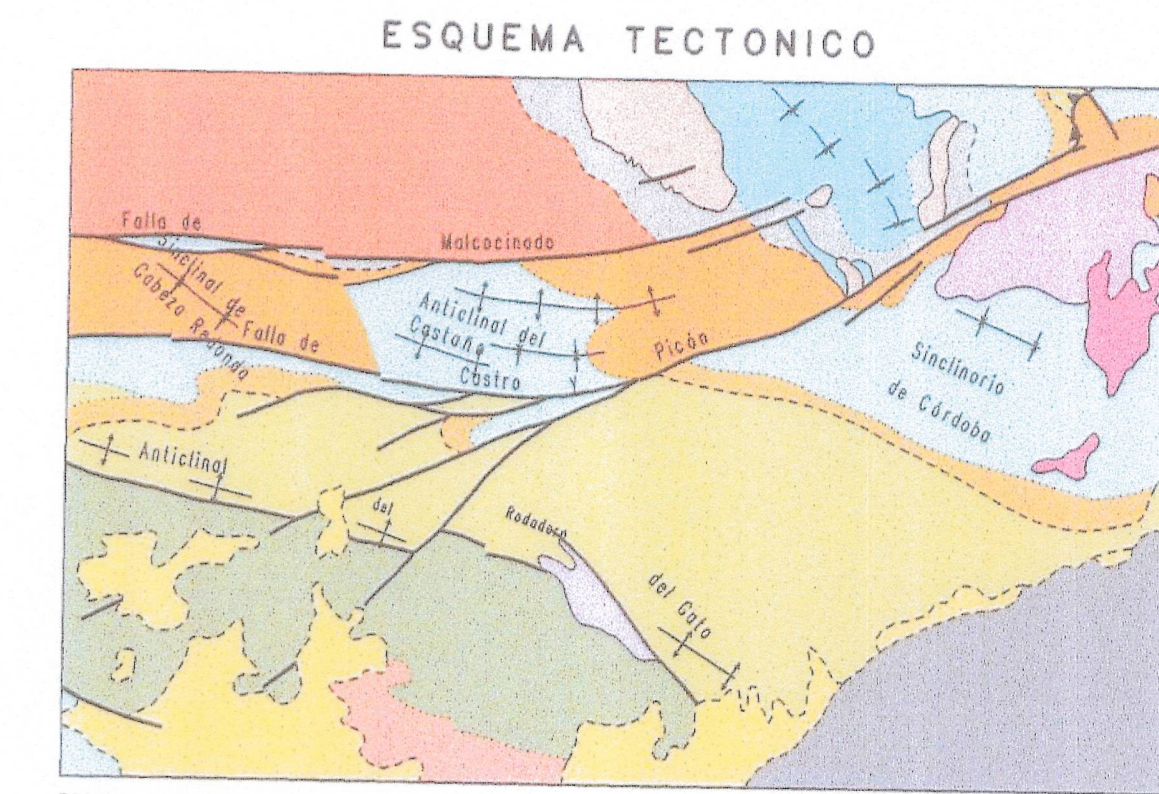 ESQUEMA TECTONICO
Falla de
Malcocinado
Sinclinal de
Cabeza Redonda
Falla de
Picón
Anticlinal del
Castaño
Castro
Sinclinorio
de Córdoba
Anticlinal
del
Rodadero
del Gato